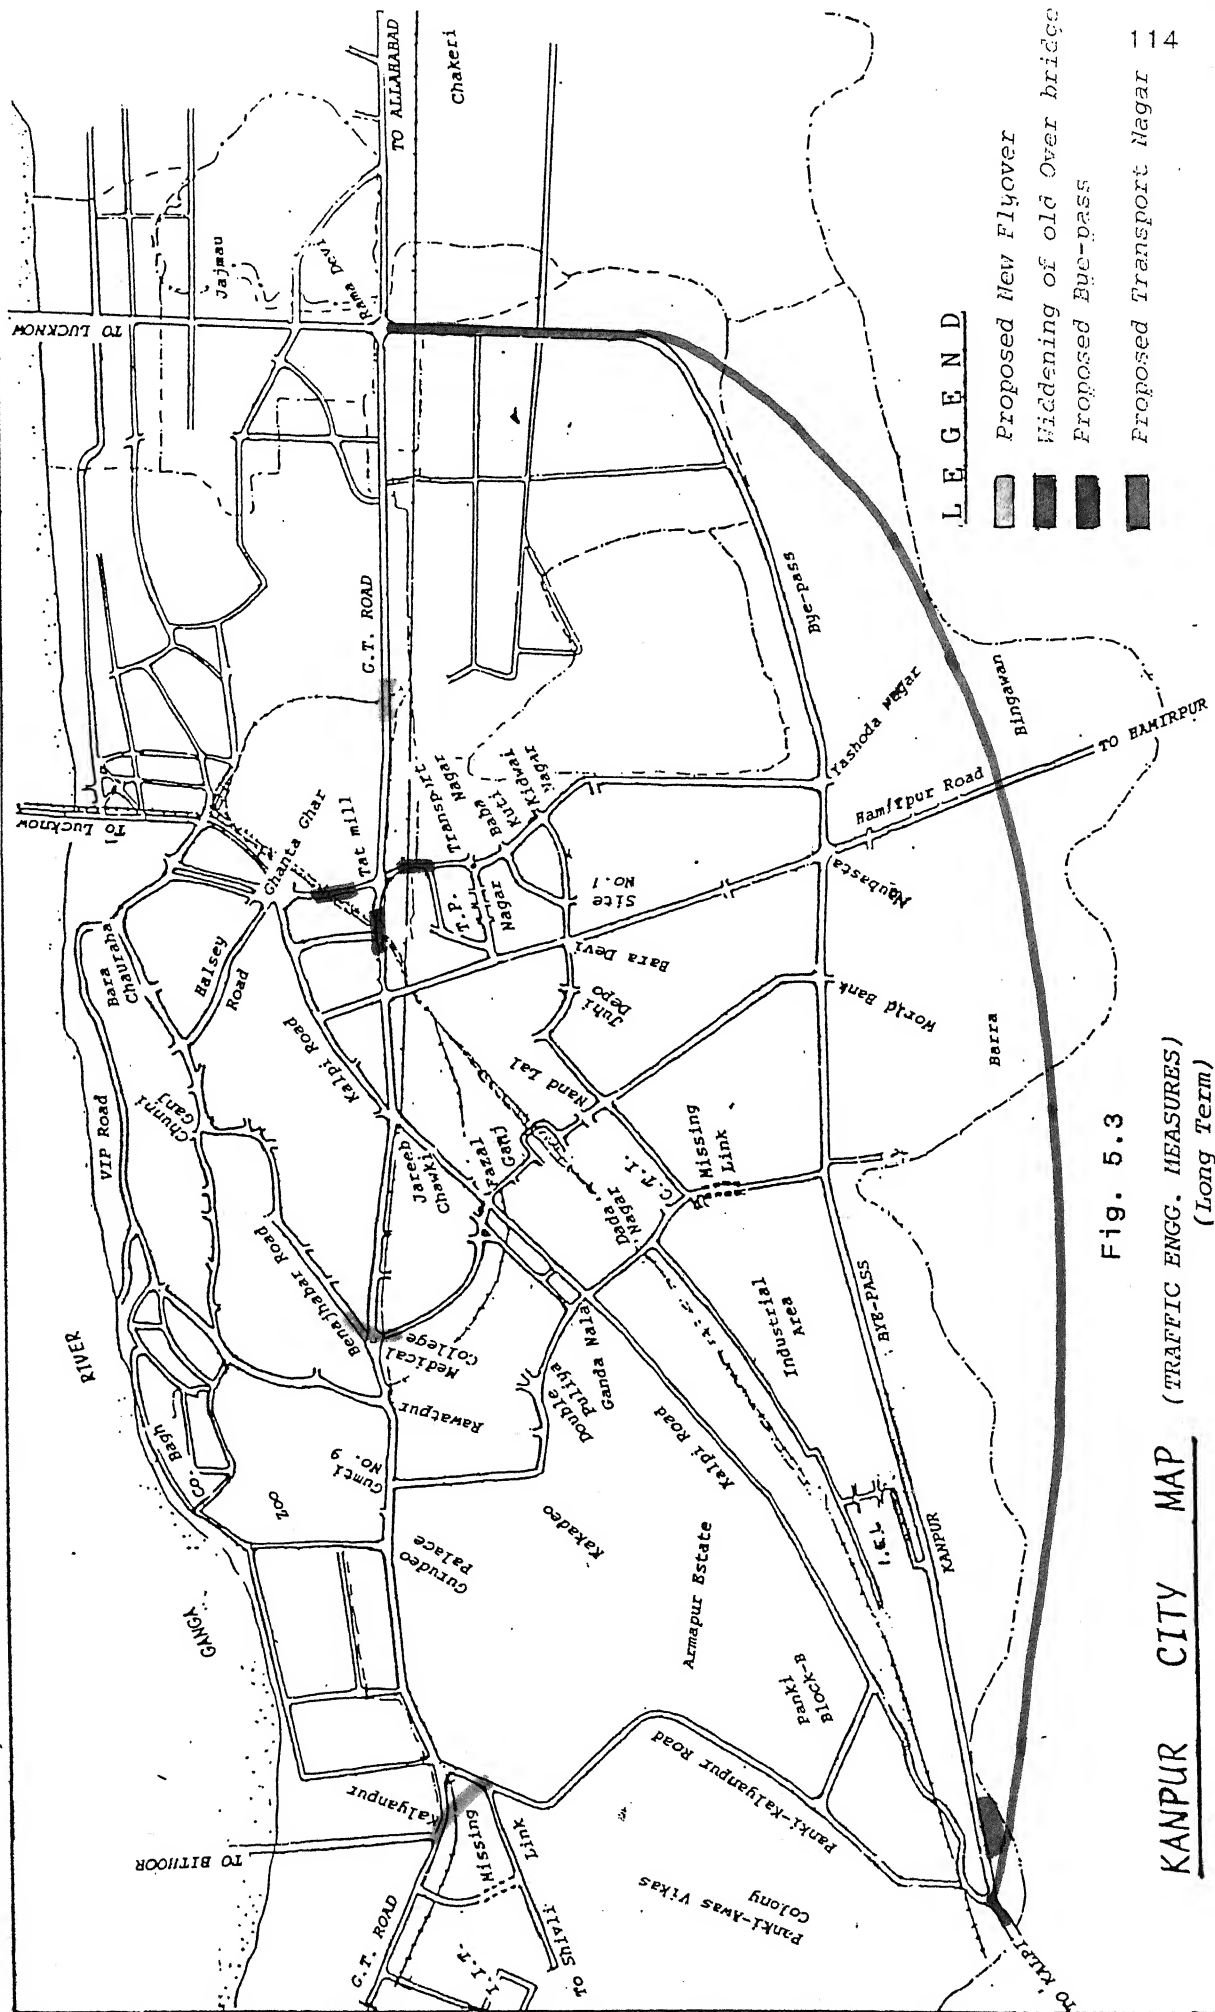 114
TO ALLAHABAD
Chakeri
TO LUCKNOW
Jajmau
Rama Devi
G.T. ROAD
Bye-pass
To Lucknow
Ghanta Ghar
Tat mill
Transport
Nagar
Baba
Kuti
Kidwai
Nagar
T.P.
Nagar
Site
NO.1
Yashoda Nagar
Bingawan
TO HAMIRPUR
Hamirpur Road
Naubasta
Bara Devi
Juhi
Depo
World Bank
Barra
Bara
Chauraha
Halsey
Road
Kalpi Road
Nand Lal
VIP Road
Chunni
Ganj
Jareeb
Chawki
Fazal
Ganj
Missing
Link
C.T.I.
Dada
Nagar
Benajhabar Road
RIVER
Medical
College
Rawatpur
Double
Puliya
Ganda Nala
Industrial
Area
BYE-PASS
Co. Bagh
Zoo
Gumti
NO. 9
Kalpi Road
GANGA
Gurudeo
Palace
Kakadeo
Armapur Estate
I.E.L
KANPUR
Panki
Block-B
Panki-Kalyanpur Road
Kalyanpur
TO BITHOOR
Missing
Link
G.T. ROAD
I.I.T.
To Shivli
Panki-Awas Vikas
Colony
TO KALPI
LEGEND
Proposed New Flyover
Widdening of old Over bridge
Proposed Bye-pass
Proposed Transport Nagar
Fig. 5.3
KANPUR CITY MAP (TRAFFIC ENGG. MEASURES)
(Long Term)